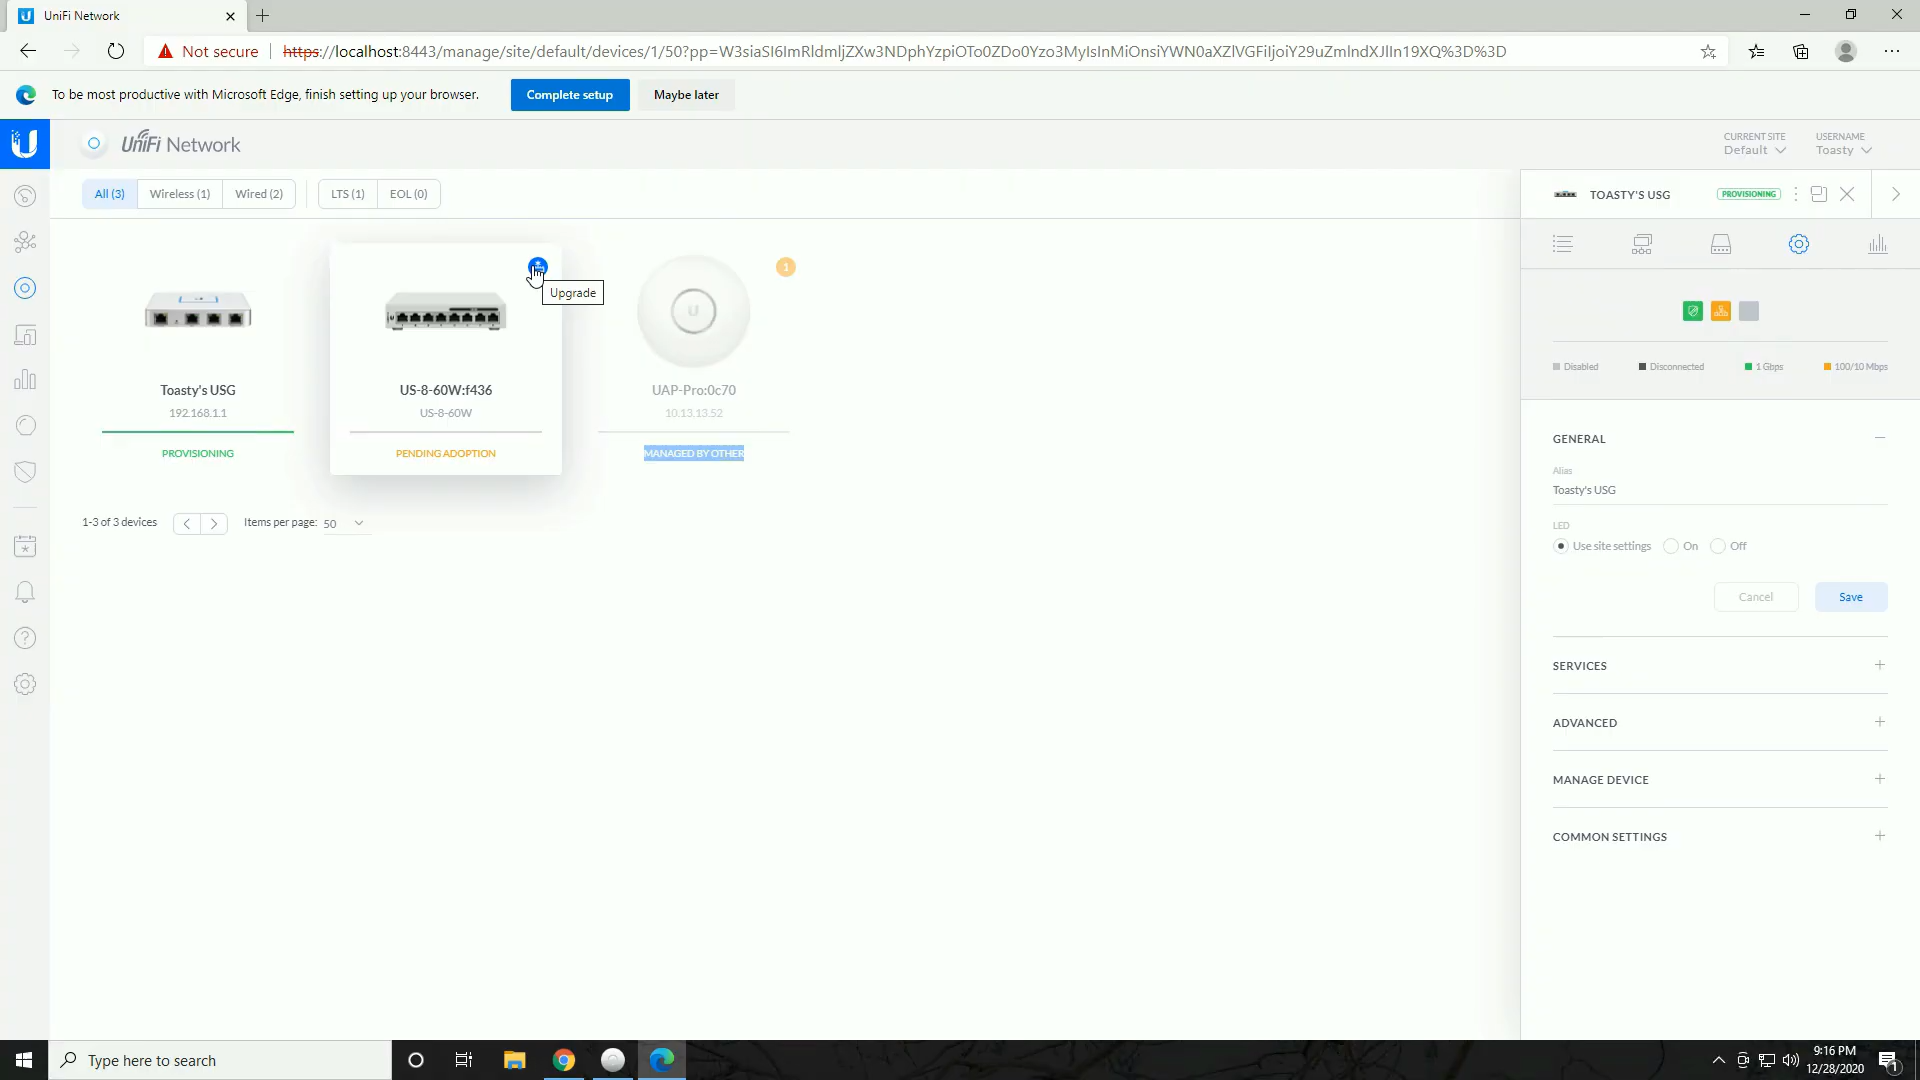 UniFi Network
Not secure
https://localhost:8443/manage/site/default/devices/1/50?pp=W3siaSI6ImRldmljZXw3NDphYzpiOTo0ZDo0Yzo3MyIsInMiOnsiYWN0aXZlVGFiIjoiY29uZmlndXJlIn19XQ%3D%3D
To be most productive with Microsoft Edge, finish setting up your browser.
Complete setup
Maybe later
UniFi Network
CURRENT SITE
Default
USERNAME
Toasty
All (3)
Wireless (1)
Wired (2)
LTS (1)
EOL (0)
TOASTY'S USG
PROVISIONING
Upgrade
1
Disabled
Disconnected
1 Gbps
100/10 Mbps
Toasty's USG
192.168.1.1
PROVISIONING
US-8-60W:f436
US-8-60W
PENDING ADOPTION
UAP-Pro:0c70
10.13.13.52
MANAGED BY OTHER
1-3 of 3 devices
Items per page: 50
GENERAL
Alias
Toasty's USG
LED
Use site settings
On
Off
Cancel
Save
SERVICES
ADVANCED
MANAGE DEVICE
COMMON SETTINGS
Type here to search
9:16 PM
12/28/2020
1